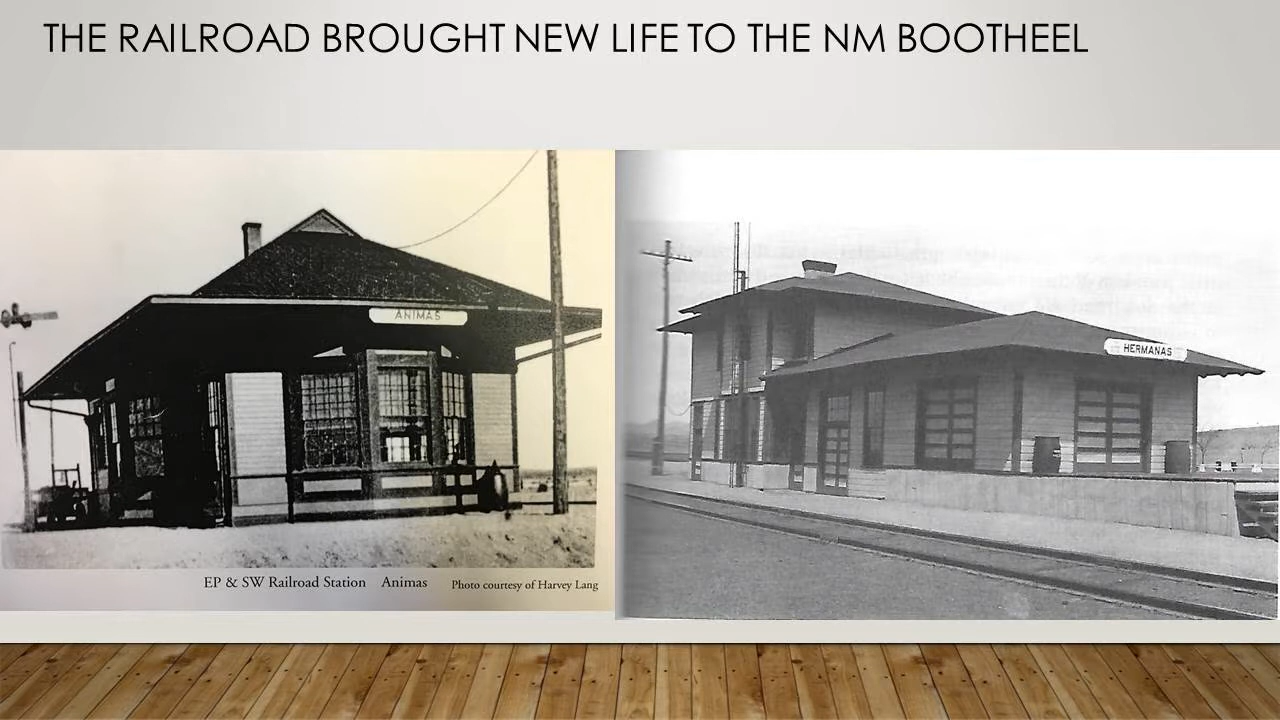 THE RAILROAD BROUGHT NEW LIFE TO THE NM BOOTHEEL
ANIMAS
HERMANAS
EP & SW Railroad Station Animas Photo courtesy of Harvey Lang